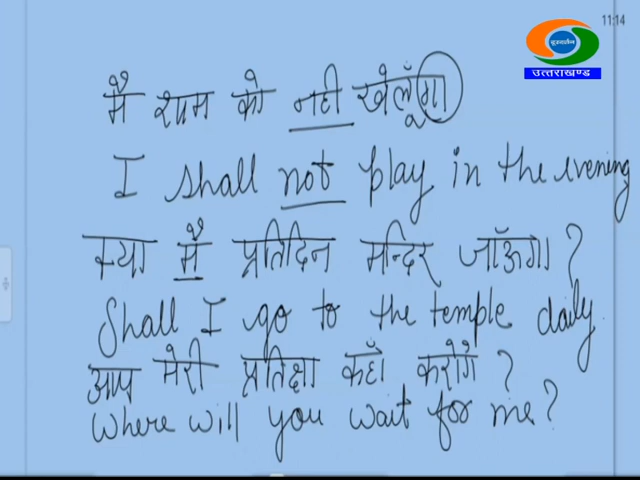 11:14
दूरदर्शन
उत्तराखण्ड
मै शाम को नही खेलूँगा
I shall not play in the evening
क्या मैं प्रतिदिन मन्दिर जाँऊगा?
Shall I go to the temple daily.
आप मेरी प्रतिक्षा कहाँ करोगे?
Where will you wait for me?